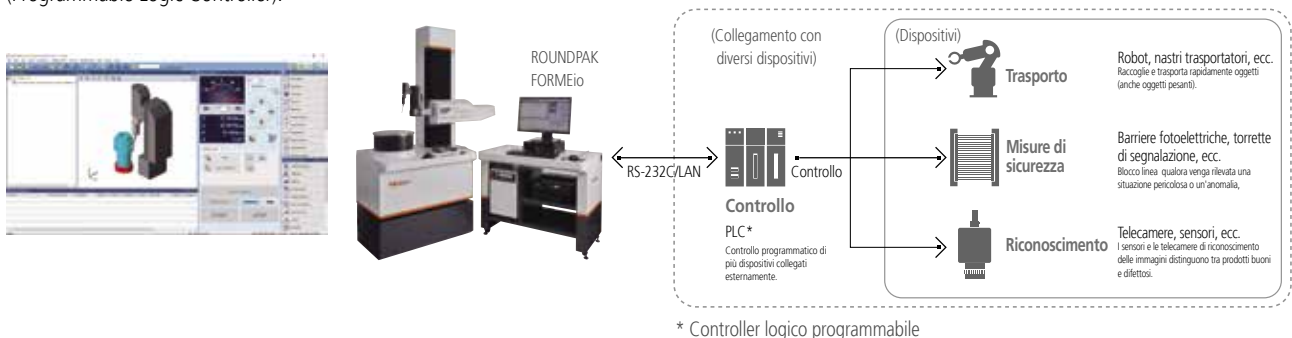 (Programmable Logic Controller).
ROUNDPAK
FORMEio
RS-232C/LAN
(Collegamento con
diversi dispositivi)
Controllo
Controllo
PLC*
Controllo programmatico di
più dispositivi collegati
esternamente.
(Dispositivi)
Trasporto
Robot, nastri trasportatori, ecc.
Raccoglie e trasporta rapidamente oggetti
(anche oggetti pesanti).
Misure di
sicurezza
Barriere fotoelettriche, torrette
di segnalazione, ecc.
Blocco linea qualora venga rilevata una
situazione pericolosa o un'anomalia,
Riconoscimento
Telecamere, sensori, ecc.
I sensori e le telecamere di riconoscimento
delle immagini distinguono tra prodotti buoni
e difettosi.
* Controller logico programmabile